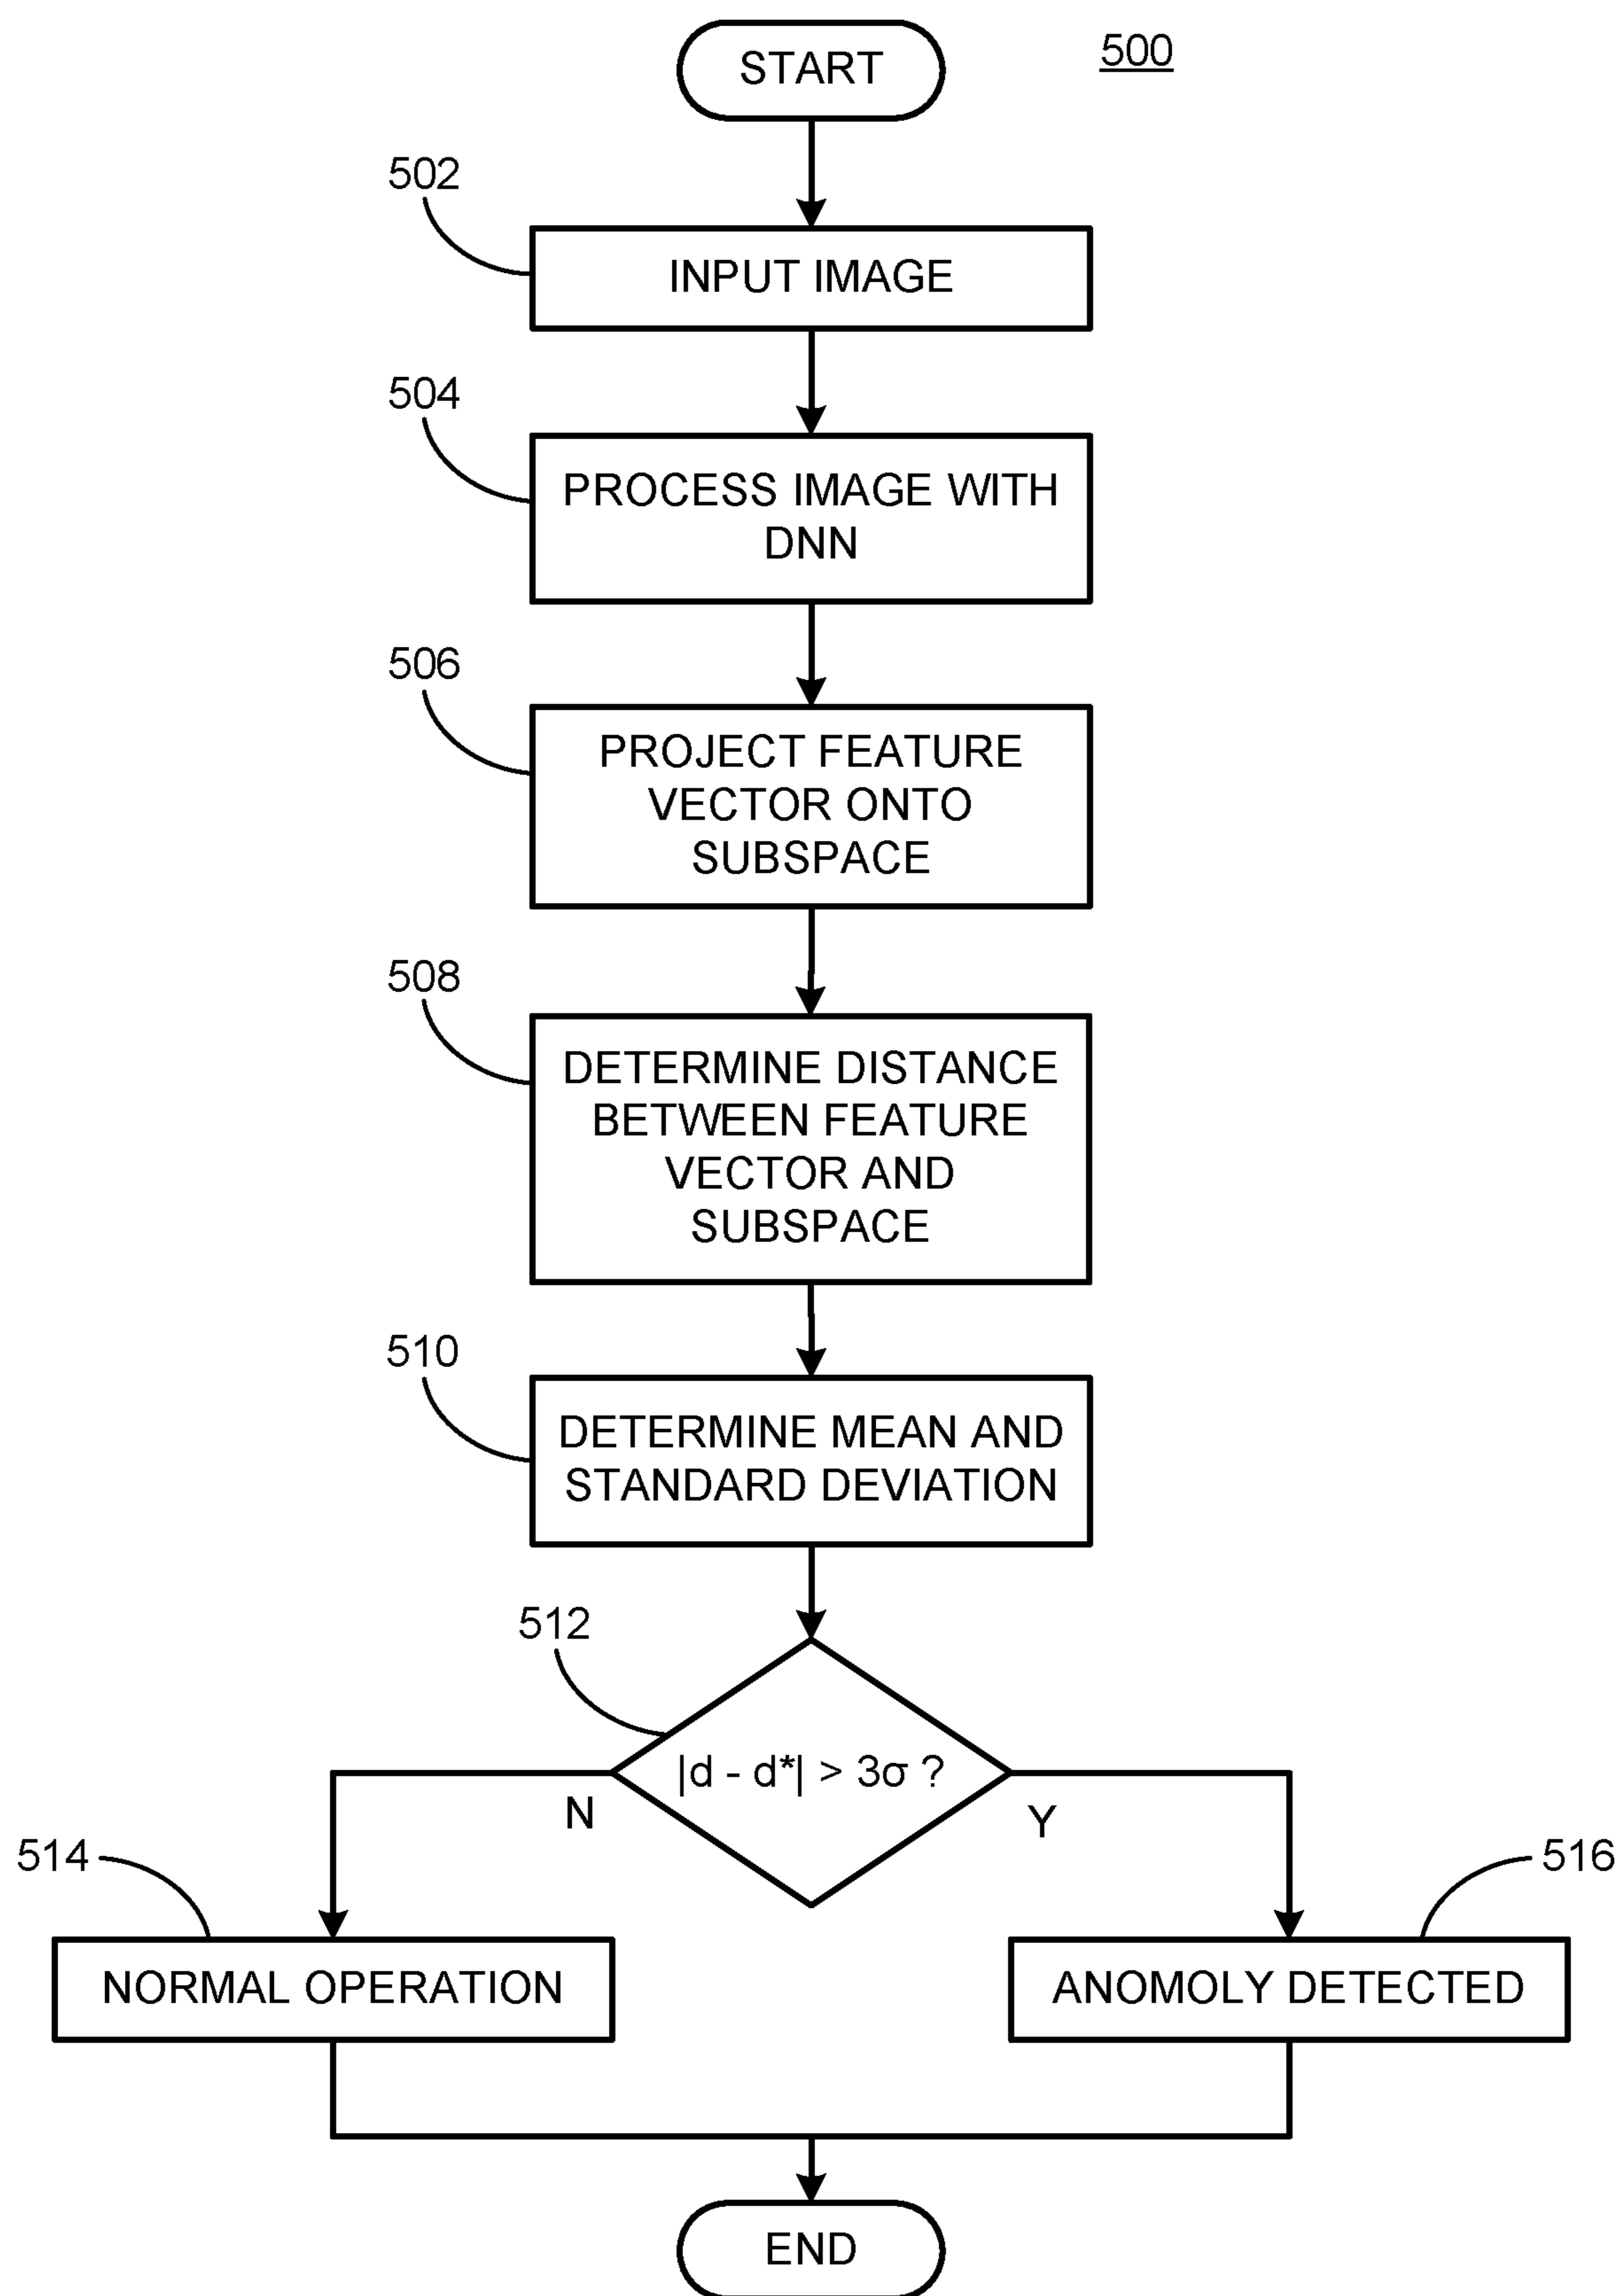 START
500
502
INPUT IMAGE
504
PROCESS IMAGE WITH
DNN
506
PROJECT FEATURE
VECTOR ONTO
SUBSPACE
508
DETERMINE DISTANCE
BETWEEN FEATURE
VECTOR AND
SUBSPACE
510
DETERMINE MEAN AND
STANDARD DEVIATION
512
|d - d*| > 3σ ?
N
Y
514
516
NORMAL OPERATION
ANOMOLY DETECTED
END